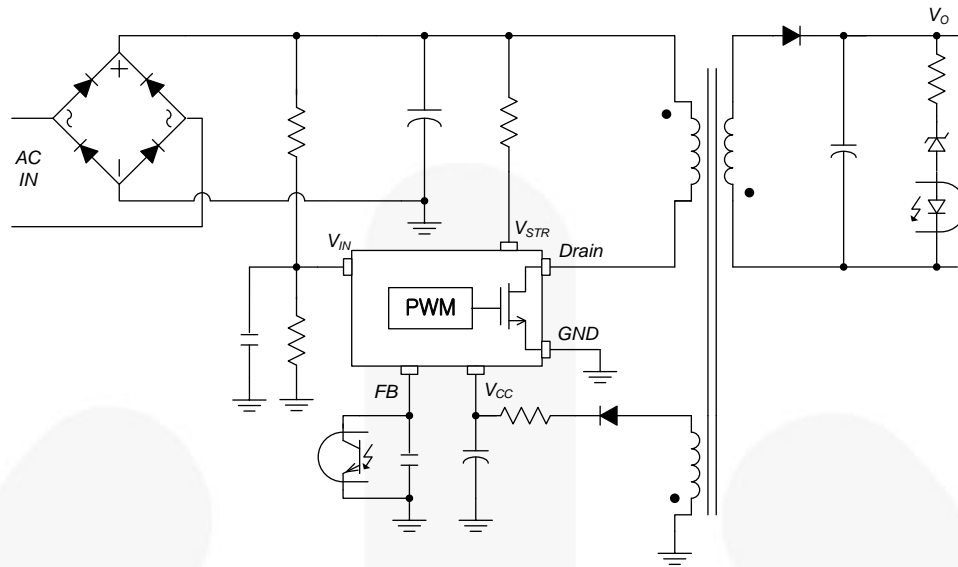 V_O
AC
IN
V_STR
V_IN
Drain
PWM
GND
FB
V_CC